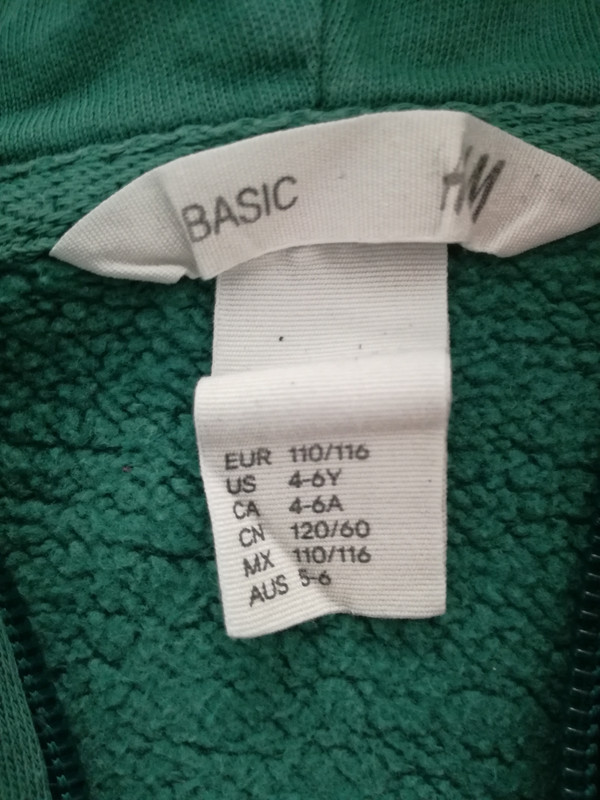 BASIC HM
EUR 110/116
US 4-6Y
CA 4-6A
CN 120/60
MX 110/116
AUS 5-6